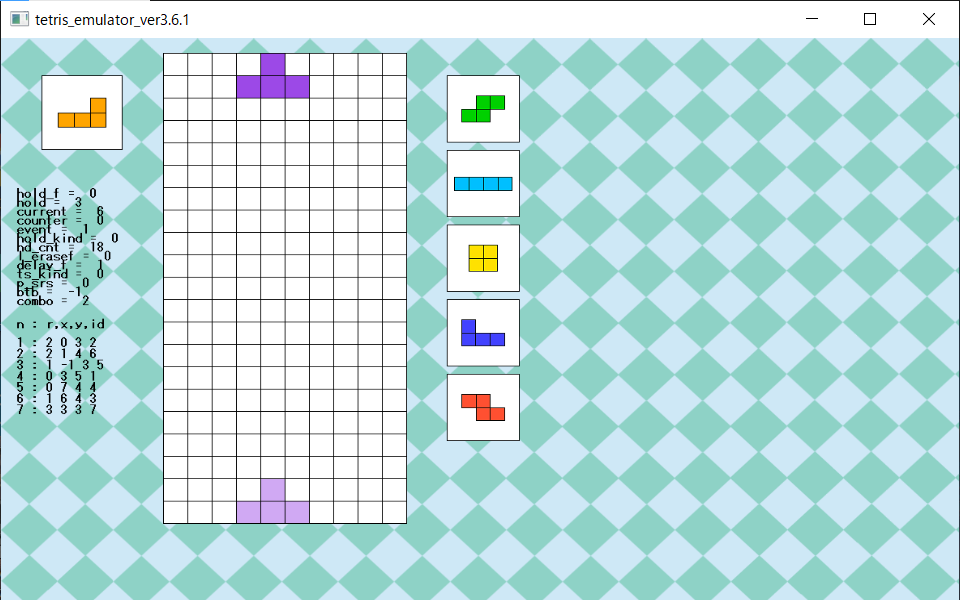 tetris_emulator_ver3.6.1
hold_f = 0
hold = 3
current = 6
counter = 0
event = 1
hold_kind = 0
hd_cnt = 18
l_erasef = 0
delay_f = 1
ts_kind = 0
p_srs = 0
btb = -1
combo = 2
n : r,x,y,id
1 : 2 0 3 2
2 : 2 1 4 6
3 : 1 -1 3 5
4 : 0 3 5 1
5 : 0 7 4 4
6 : 1 6 4 3
7 : 3 3 3 7